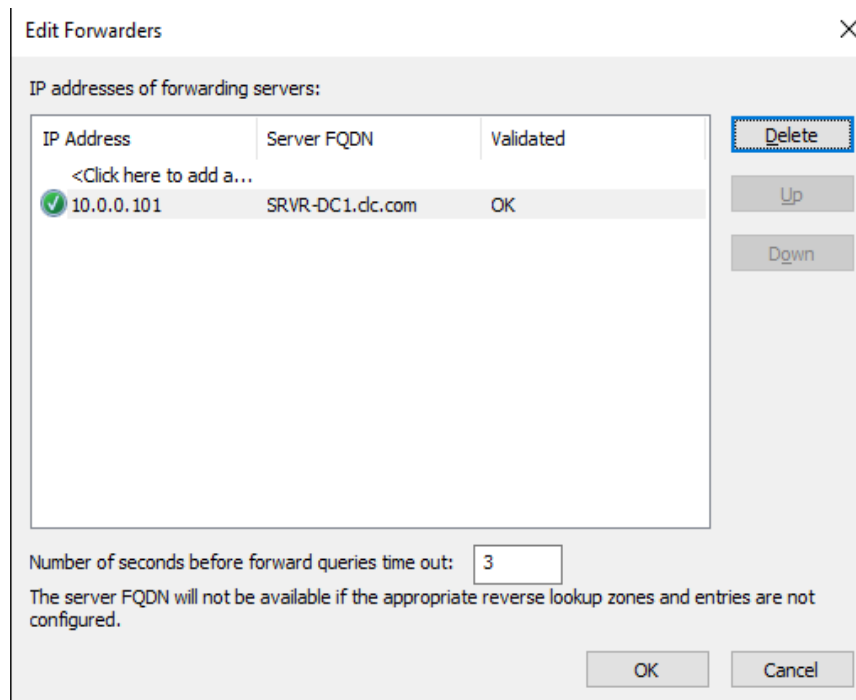 Edit Forwarders
IP addresses of forwarding servers:
IP Address Server FQDN Validated
<Click here to add a...
10.0.0.101 SRVR-DC1.clc.com OK
Delete
Up
Down
Number of seconds before forward queries time out: 3
The server FQDN will not be available if the appropriate reverse lookup zones and entries are not
configured.
OK Cancel